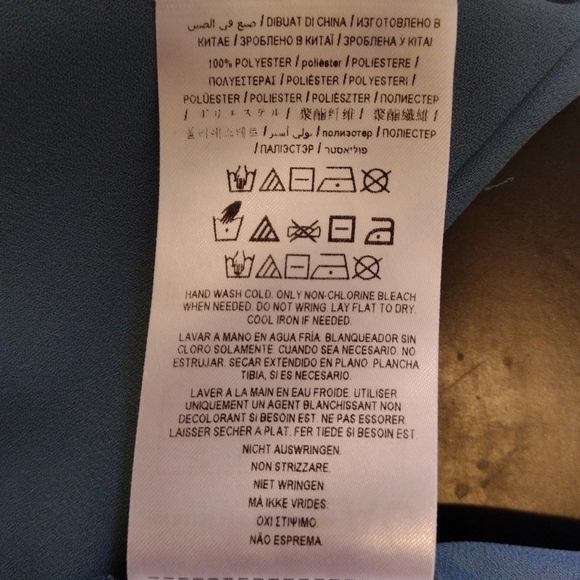 صنع في الصين / DIBUAT DI CHINA / ИЗГОТОВЛЕНО В
КИТАЕ / ЗРОБЛЕНО В КИТАЇ / ЗРОБЛЕНА У КІТАІ
100% POLYESTER / poliéster / POLIESTERE /
ΠΟΛΥΕΣΤΕΡΑΣ / POLIÉSTER / POLYESTERI /
POLÜESTER / POLIESTER / POLIÉSZTER / ПОЛИЕСТЕР
/ ポリエステル / 聚酯纤维 / 聚酯纖維 /
폴리에스테르 / بولي أستر / полиэстер / ПОЛІЕСТЕР
/ ПАЛІЭСТЭР / פוליאסטר
HAND WASH COLD. ONLY NON-CHLORINE BLEACH
WHEN NEEDED. DO NOT WRING. LAY FLAT TO DRY.
COOL IRON IF NEEDED.
LAVAR A MANO EN AGUA FRÍA. BLANQUEADOR SIN
CLORO SOLAMENTE. CUANDO SEA NECESARIO. NO
ESTRUJAR. SECAR EXTENDIDO EN PLANO. PLANCHA
TIBIA, SI ES NECESARIO.
LAVER A LA MAIN EN EAU FROIDE. UTILISER
UNIQUEMENT UN AGENT BLANCHISSANT NON
DECOLORANT SI BESOIN EST. NE PAS ESSORER.
LAISSER SECHER A PLAT. FER TIEDE SI BESOIN EST.
NICHT AUSWRINGEN.
NON STRIZZARE.
NIET WRINGEN.
MÅ IKKE VRIDES.
ΟΧΙ ΣΤΙΨΙΜΟ.
NÃO ESPREMA.